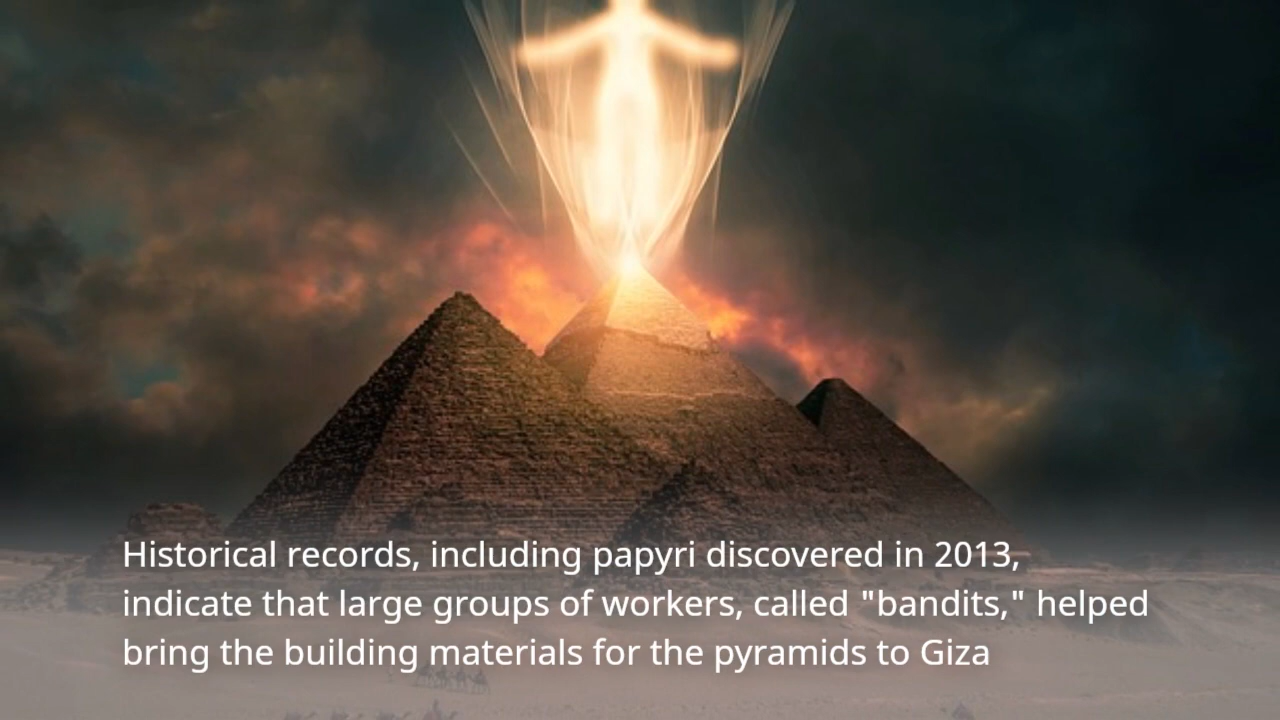 Historical records, including papyri discovered in 2013,
indicate that large groups of workers, called "bandits," helped
bring the building materials for the pyramids to Giza